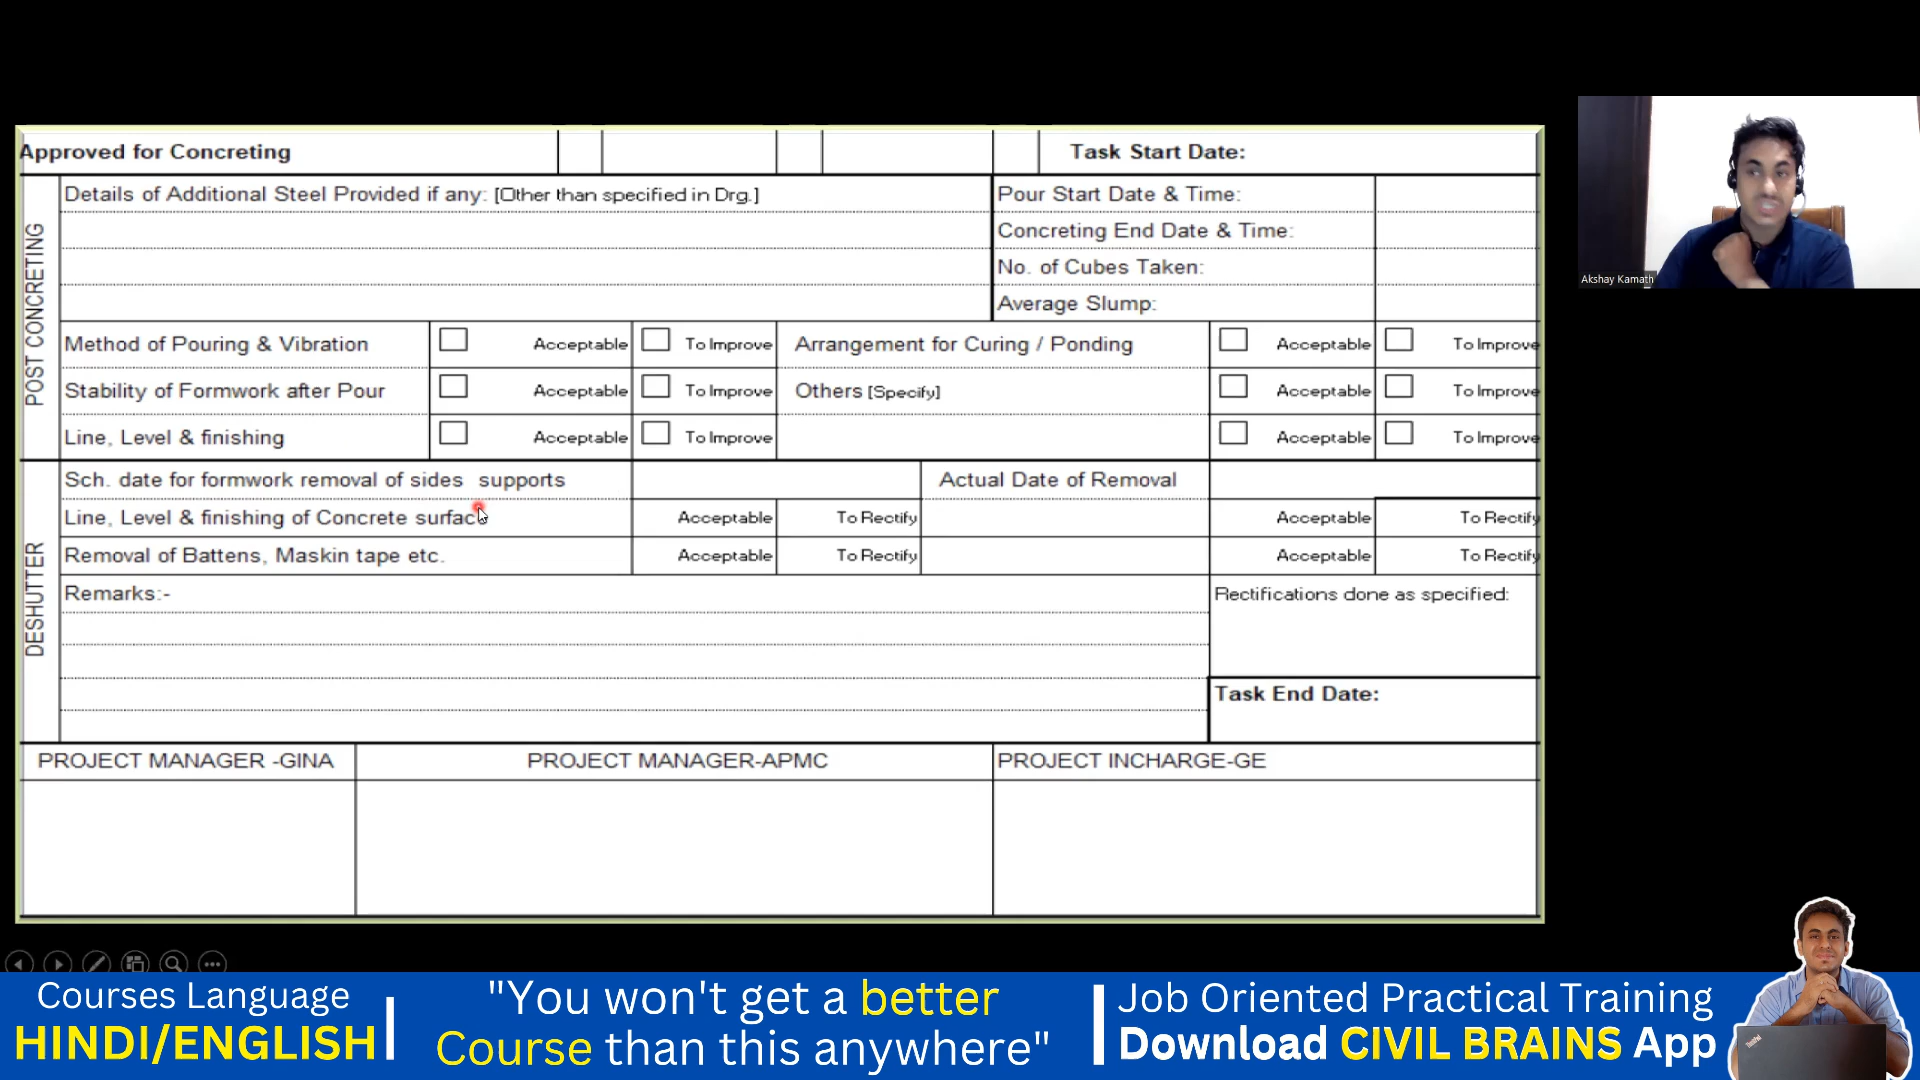 Approved for Concreting Task Start Date:
POST CONCRETING
Details of Additional Steel Provided if any: [Other than specified in Drg.] Pour Start Date & Time:
Concreting End Date & Time:
No. of Cubes Taken:
Average Slump:
Method of Pouring & Vibration Acceptable To Improve Arrangement for Curing / Ponding Acceptable To Improve
Stability of Formwork after Pour Acceptable To Improve Others [Specify] Acceptable To Improve
Line, Level & finishing Acceptable To Improve Acceptable To Improve
DESHUTTER
Sch. date for formwork removal of sides supports Actual Date of Removal
Line, Level & finishing of Concrete surface Acceptable To Rectify Acceptable To Rectify
Removal of Battens, Maskin tape etc. Acceptable To Rectify Acceptable To Rectify
Remarks:- Rectifications done as specified:
Task End Date:
PROJECT MANAGER -GINA PROJECT MANAGER-APMC PROJECT INCHARGE-GE
Akshay Kamath
Courses Language
HINDI/ENGLISH
"You won't get a better
Course than this anywhere"
Job Oriented Practical Training
Download CIVIL BRAINS App
ThinkPad